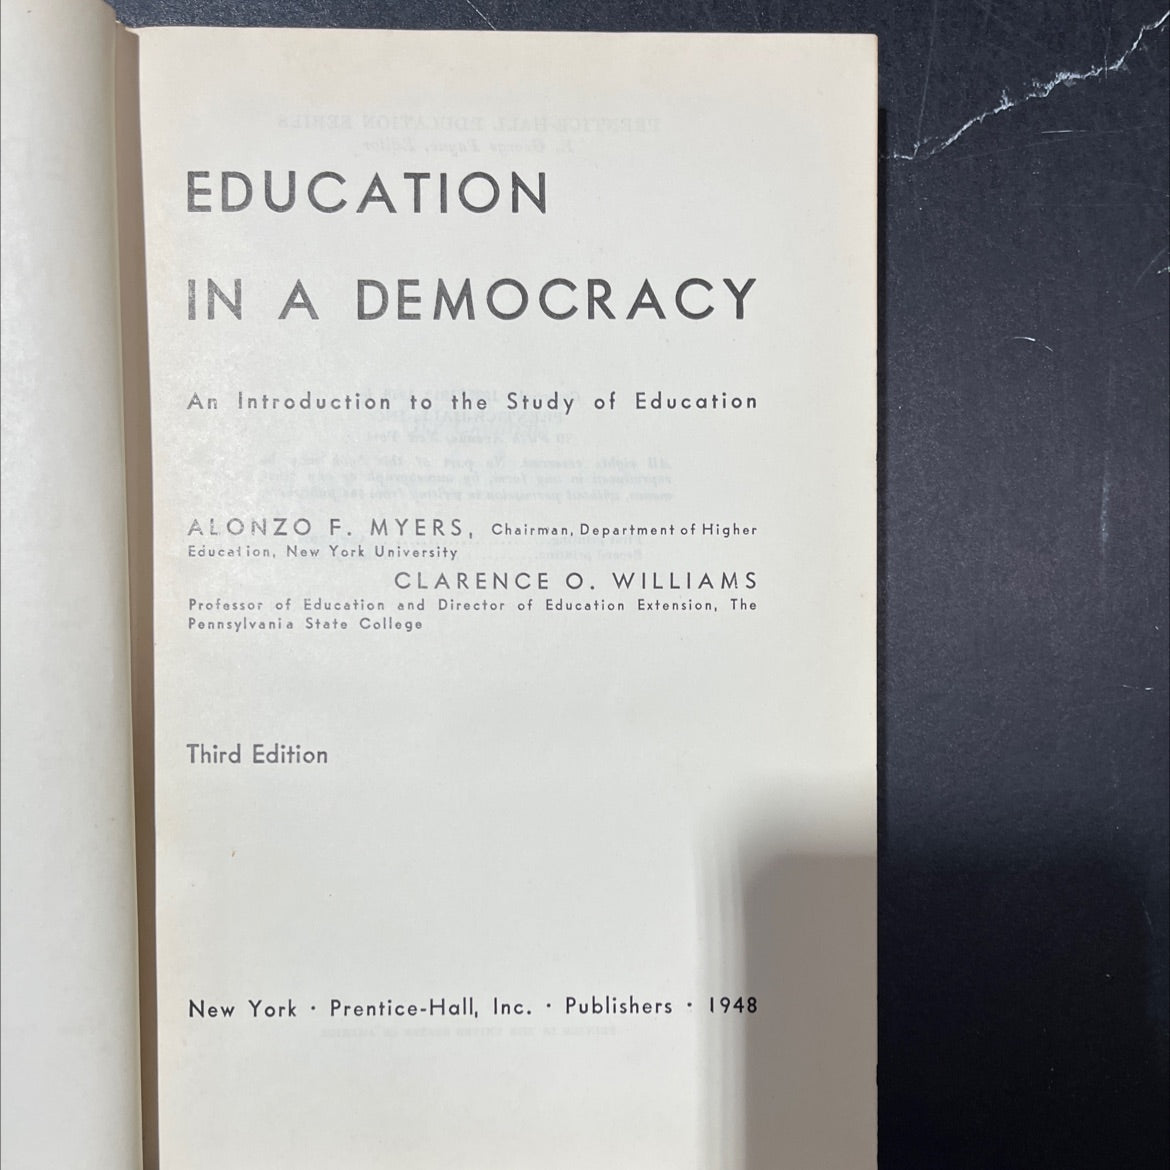 EDUCATION
IN A DEMOCRACY
An Introduction to the Study of Education
ALONZO F. MYERS, Chairman, Department of Higher
Education, New York University
CLARENCE O. WILLIAMS
Professor of Education and Director of Education Extension, The
Pennsylvania State College
Third Edition
New York · Prentice-Hall, Inc. · Publishers · 1948